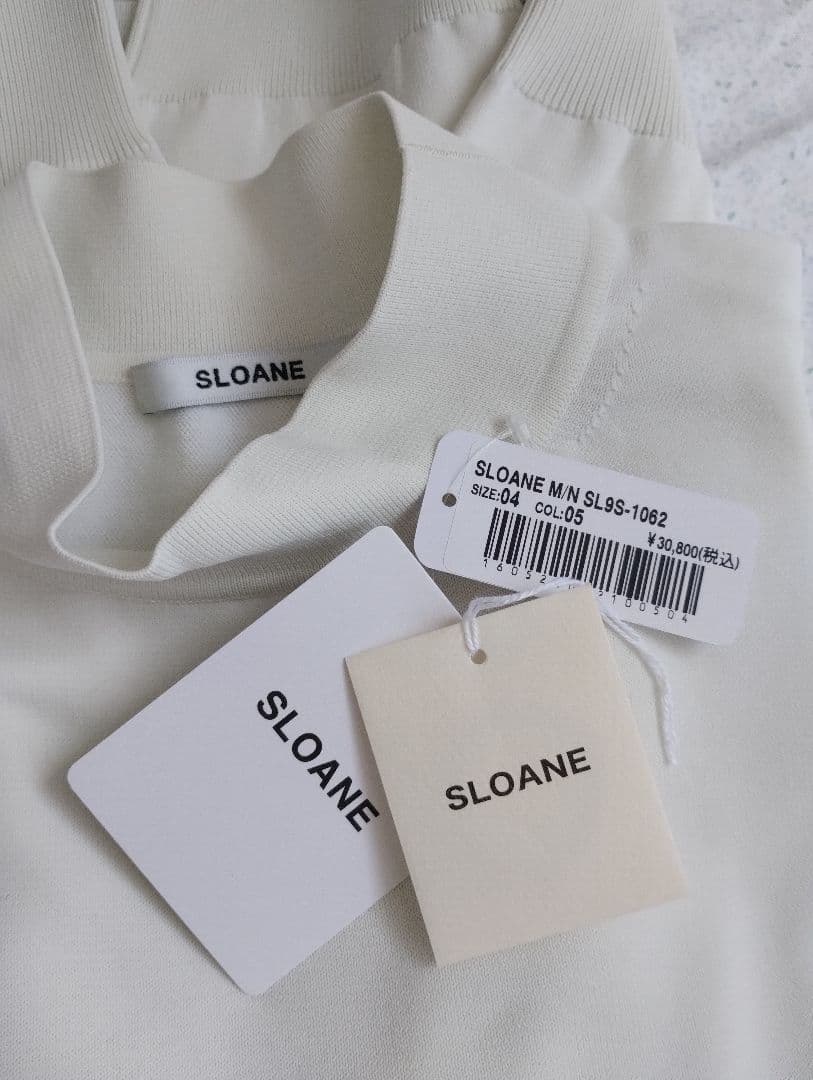 SLOANE
SLOANE M/N SL9S-1062
SIZE:04 COL:05
¥30,800(税込)
SLOANE
SLOANE